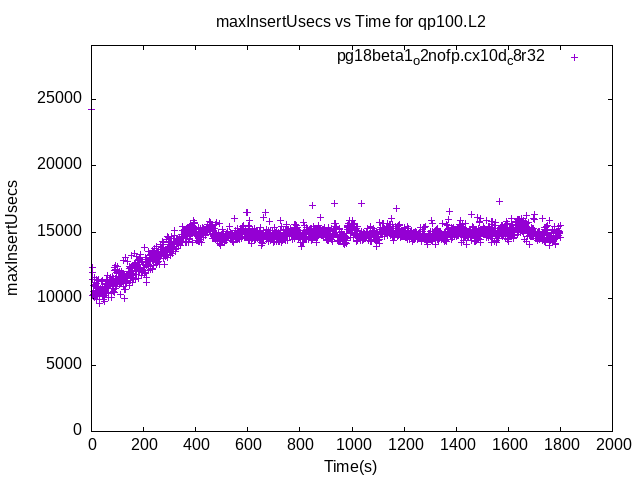 maxInsertUsecs vs Time for qp100.L2
pg18beta1_o2nofp.cx10d_c8r32
25000
20000
15000
10000
5000
0
maxInsertUsecs
0 200 400 600 800 1000 1200 1400 1600 1800 2000
Time(s)